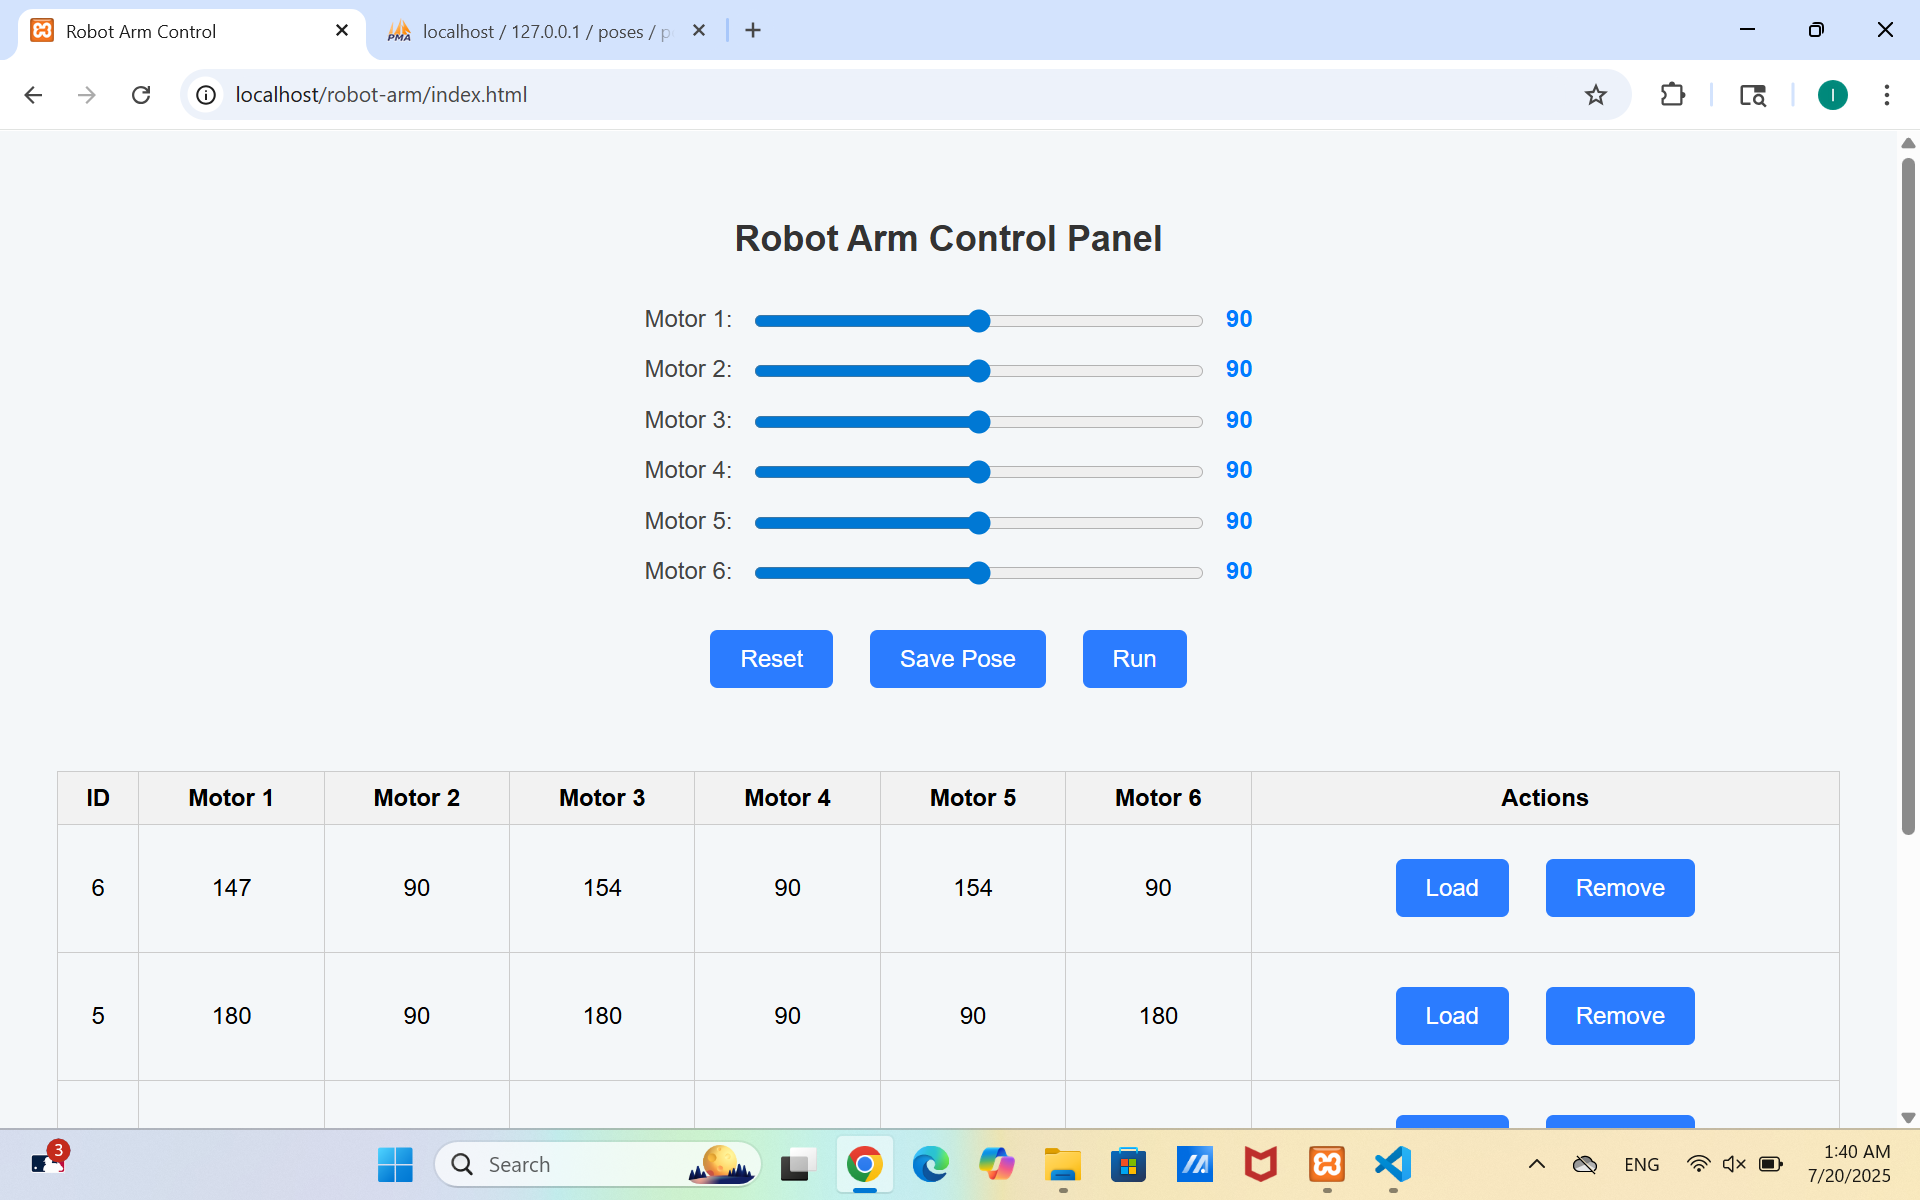 Robot Arm Control
localhost / 127.0.0.1 / poses / p
localhost/robot-arm/index.html
I
Robot Arm Control Panel
Motor 1: 90
Motor 2: 90
Motor 3: 90
Motor 4: 90
Motor 5: 90
Motor 6: 90
Reset Save Pose Run
ID Motor 1 Motor 2 Motor 3 Motor 4 Motor 5 Motor 6 Actions
6 147 90 154 90 154 90 Load Remove
5 180 90 180 90 90 180 Load Remove
3 Search ENG 1:40 AM
7/20/2025